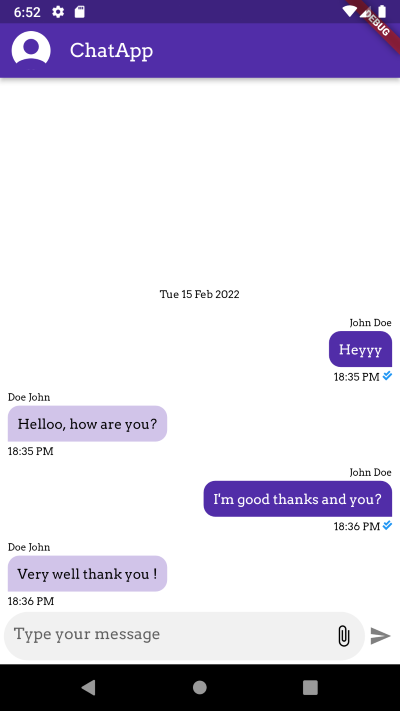 6:52
DEBUG
ChatApp
Tue 15 Feb 2022
John Doe
Heyyy
18:35 PM
Doe John
Helloo, how are you?
18:35 PM
John Doe
I'm good thanks and you?
18:36 PM
Doe John
Very well thank you !
18:36 PM
Type your message